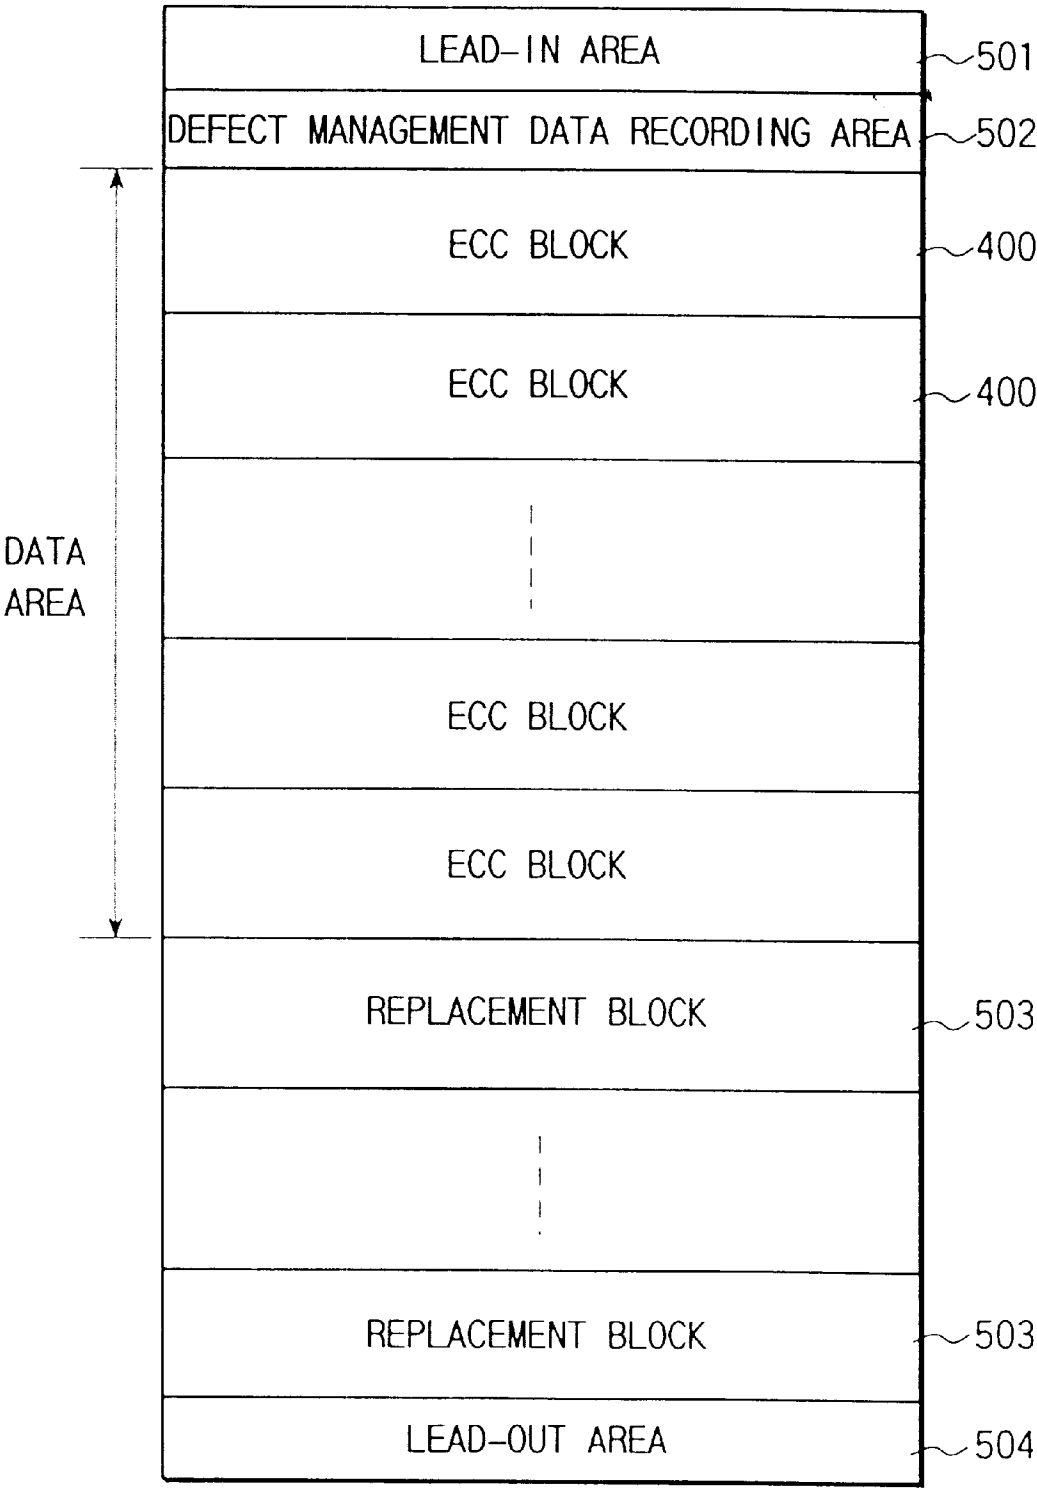 LEAD-IN AREA 501
DEFECT MANAGEMENT DATA RECORDING AREA 502
ECC BLOCK 400
ECC BLOCK 400
DATA
AREA
ECC BLOCK
ECC BLOCK
REPLACEMENT BLOCK 503
REPLACEMENT BLOCK 503
LEAD-OUT AREA 504